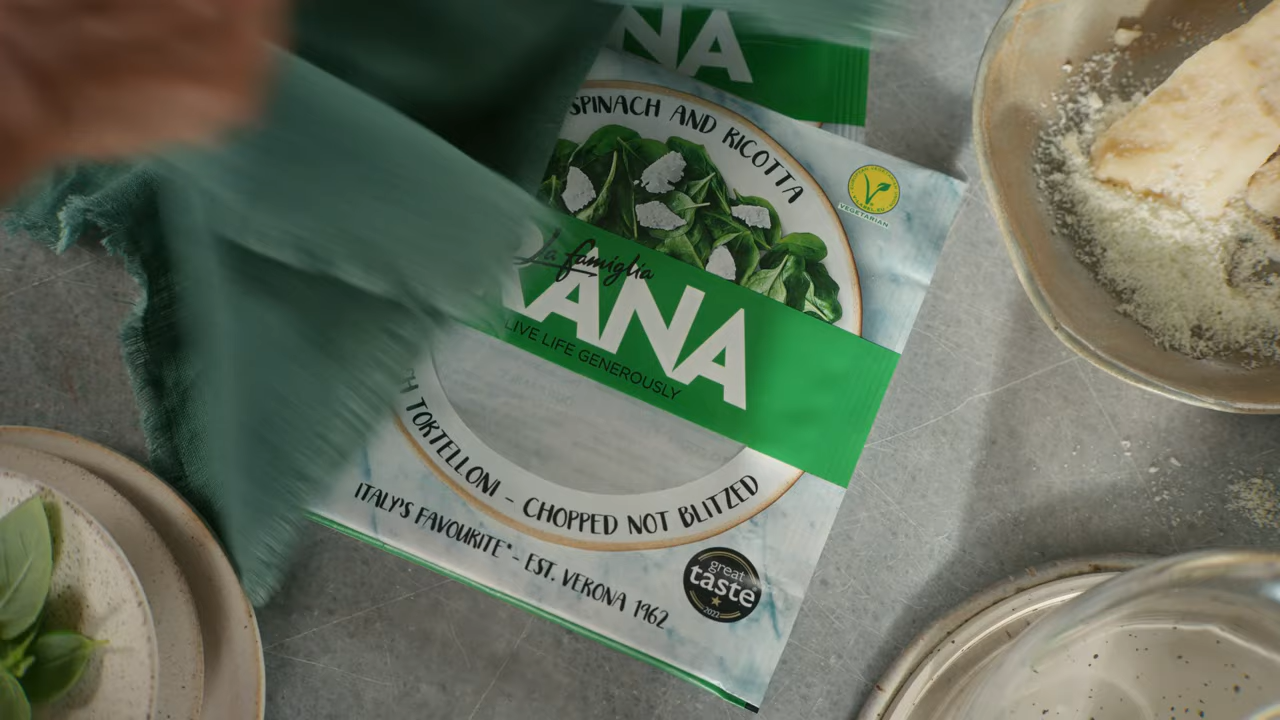 NA
SPINACH AND RICOTTA
VEGETARIAN
La famiglia
RANA
LIVE LIFE GENEROUSLY
TORTELLONI - CHOPPED NOT BLITZED
ITALY'S FAVOURITE* - EST. VERONA 1962
great
taste